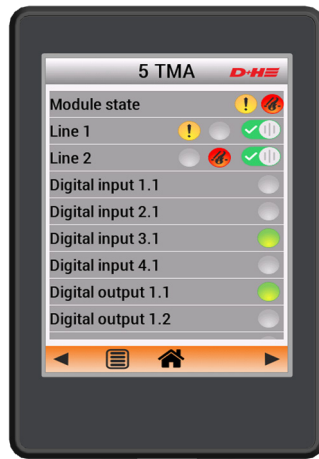 5 TMA D+H
Module state
Line 1
Line 2
Digital input 1.1
Digital input 2.1
Digital input 3.1
Digital input 4.1
Digital output 1.1
Digital output 1.2